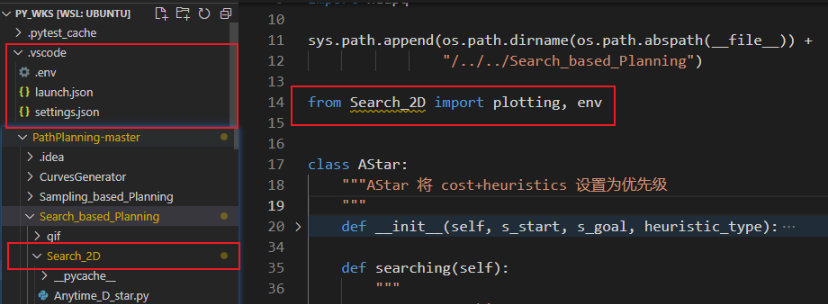 PY_WKS [WSL: UBUNTU]
.pytest_cache
.vscode
.env
launch.json
settings.json
PathPlanning-master
.idea
CurvesGenerator
Sampling_based_Planning
Search_based_Planning
gif
Search_2D
__pycache__
Anytime_D_star.py
10
11 sys.path.append(os.path.dirname(os.path.abspath(__file__)) +
12 "/../../Search_based_Planning")
13
14 from Search_2D import plotting, env
15
16
17 class AStar:
18 """AStar 将 cost+heuristics 设置为优先级
19 """
20 def __init__(self, s_start, s_goal, heuristic_type):…
34
35 def searching(self):
36 """